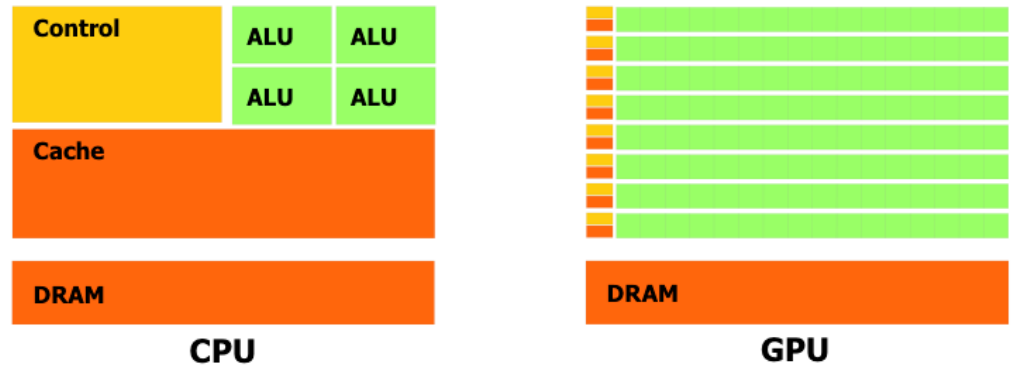 Control
ALU ALU
ALU ALU
Cache
DRAM
CPU
DRAM
GPU